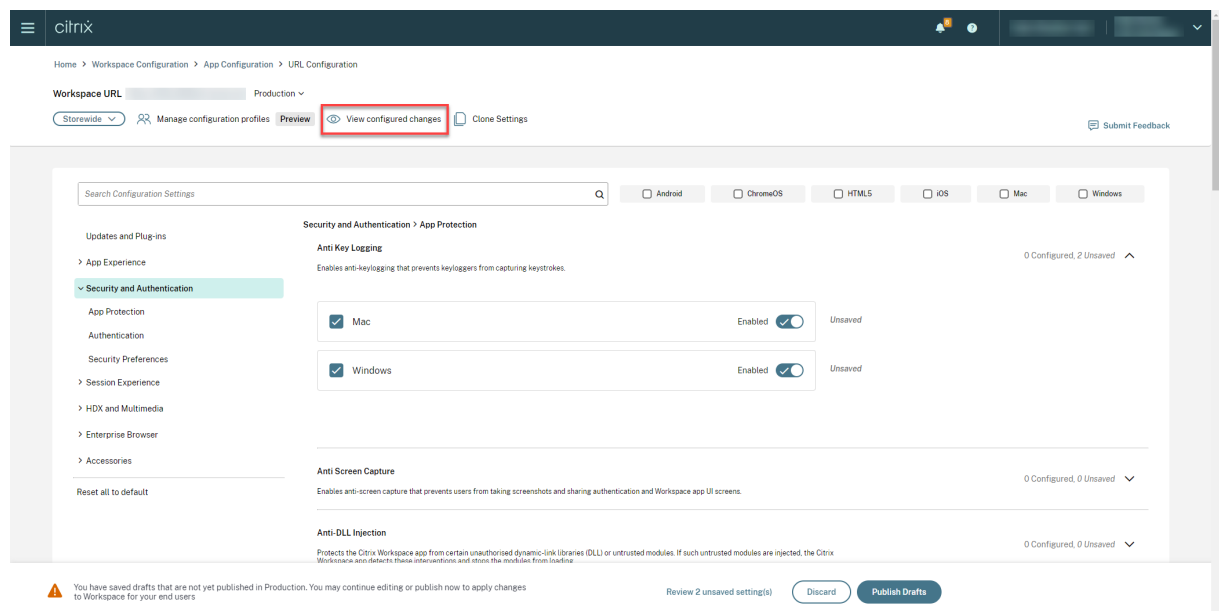 citrix
8
?
Home > Workspace Configuration > App Configuration > URL Configuration
Workspace URL
Production
Storewide
Manage configuration profiles
Preview
View configured changes
Clone Settings
Submit Feedback
Search Configuration Settings
Android
ChromeOS
HTML5
iOS
Mac
Windows
Updates and Plug-ins
App Experience
Security and Authentication
App Protection
Authentication
Security Preferences
Session Experience
HDX and Multimedia
Enterprise Browser
Accessories
Reset all to default
Security and Authentication > App Protection
Anti Key Logging
Enables anti-keylogging that prevents keyloggers from capturing keystrokes.
0 Configured, 2 Unsaved
Mac
Enabled
Unsaved
Windows
Enabled
Unsaved
Anti Screen Capture
Enables anti-screen capture that prevents users from taking screenshots and sharing authentication and Workspace app UI screens.
0 Configured, 0 Unsaved
Anti-DLL Injection
Protects the Citrix Workspace app from certain unauthorised dynamic-link libraries (DLL) or untrusted modules. If such untrusted modules are injected, the Citrix
Workspace app detects these interventions and stops the modules from loading.
0 Configured, 0 Unsaved
You have saved drafts that are not yet published in Production. You may continue editing or publish now to apply changes
to Workspace for your end users
Review 2 unsaved setting(s)
Discard
Publish Drafts